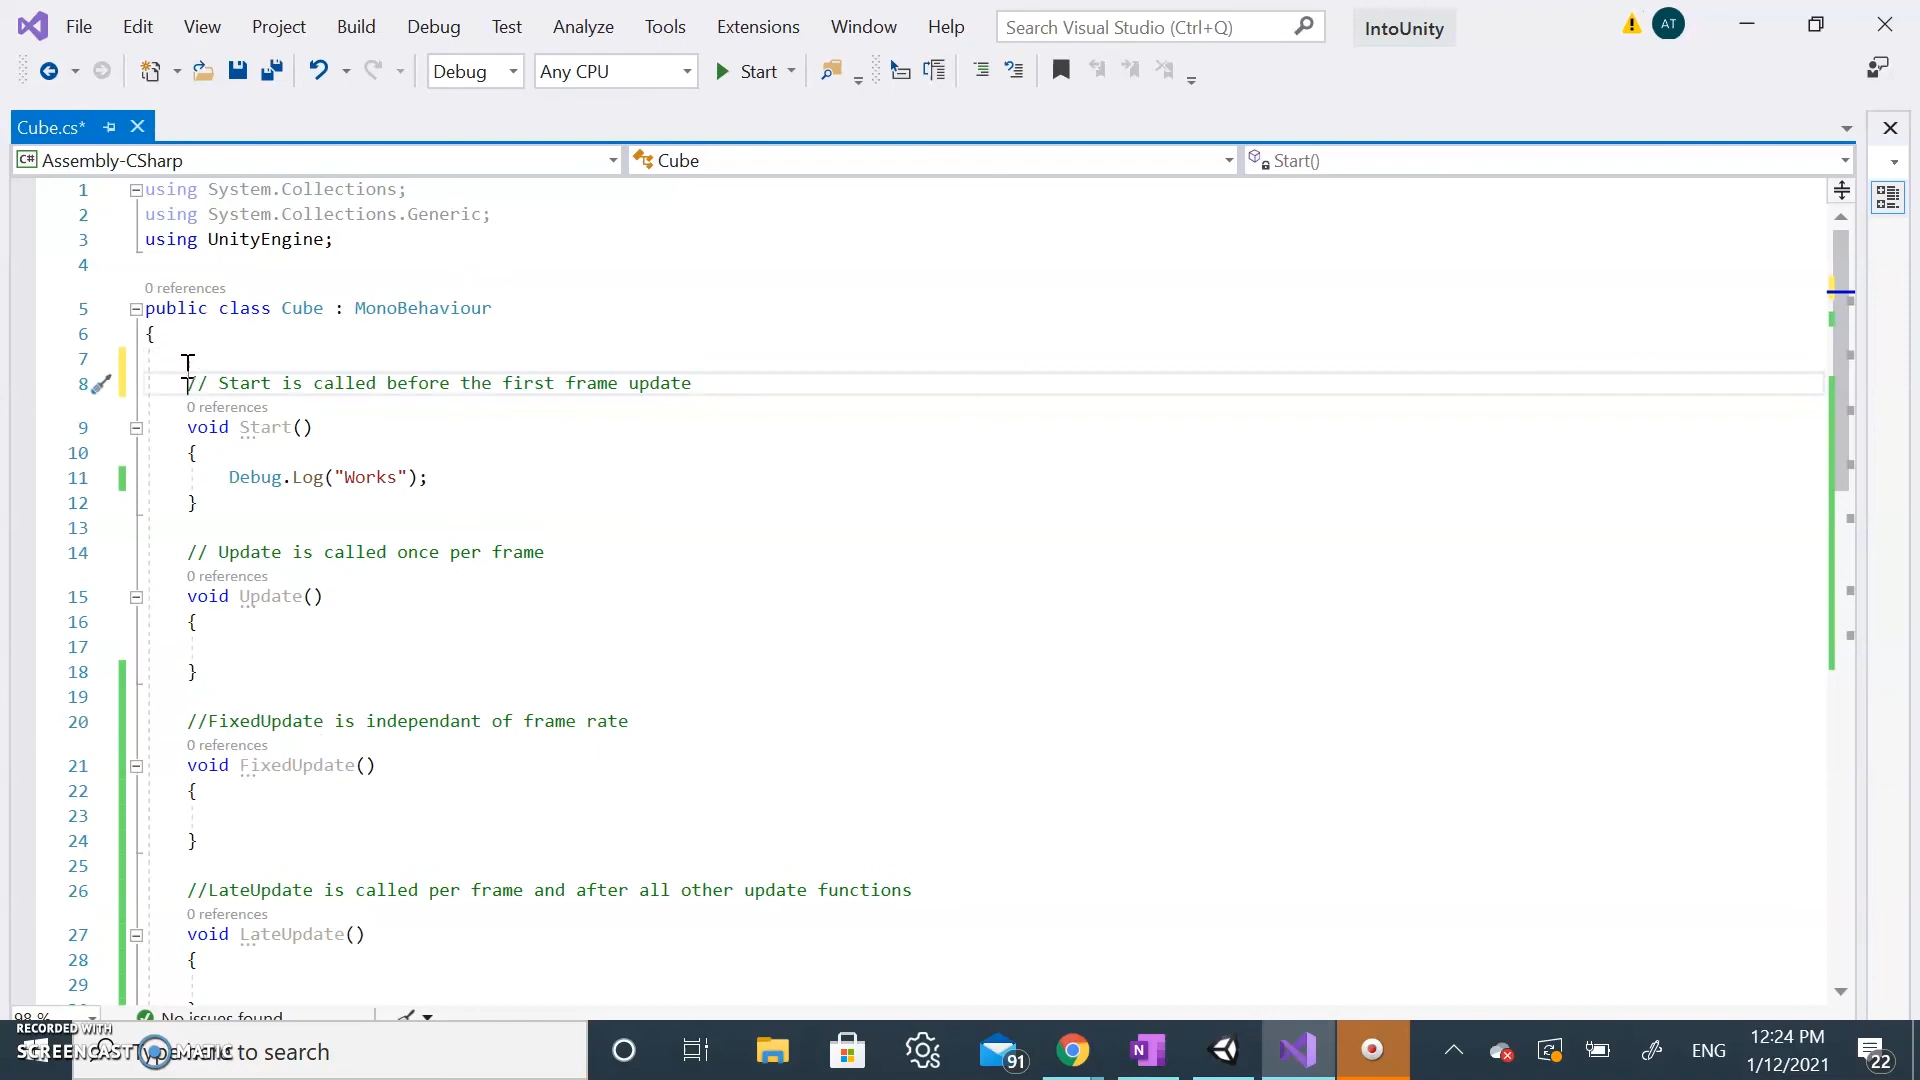 File Edit View Project Build Debug Test Analyze Tools Extensions Window Help Search Visual Studio (Ctrl+Q) IntoUnity AT
Debug Any CPU Start
Cube.cs*
C# Assembly-CSharp Cube Start()
1 using System.Collections;
2 using System.Collections.Generic;
3 using UnityEngine;
4
0 references
5 public class Cube : MonoBehaviour
6 {
7
8 // Start is called before the first frame update
0 references
9 void Start()
10 {
11 Debug.Log("Works");
12 }
13
14 // Update is called once per frame
0 references
15 void Update()
16 {
17
18 }
19
20 //FixedUpdate is independant of frame rate
0 references
21 void FixedUpdate()
22 {
23
24 }
25
26 //LateUpdate is called per frame and after all other update functions
0 references
27 void LateUpdate()
28 {
29
98 % No issues found
RECORDED WITH
SCREENCAST MATIC
Type here to search
91 N ENG 12:24 PM
1/12/2021 22